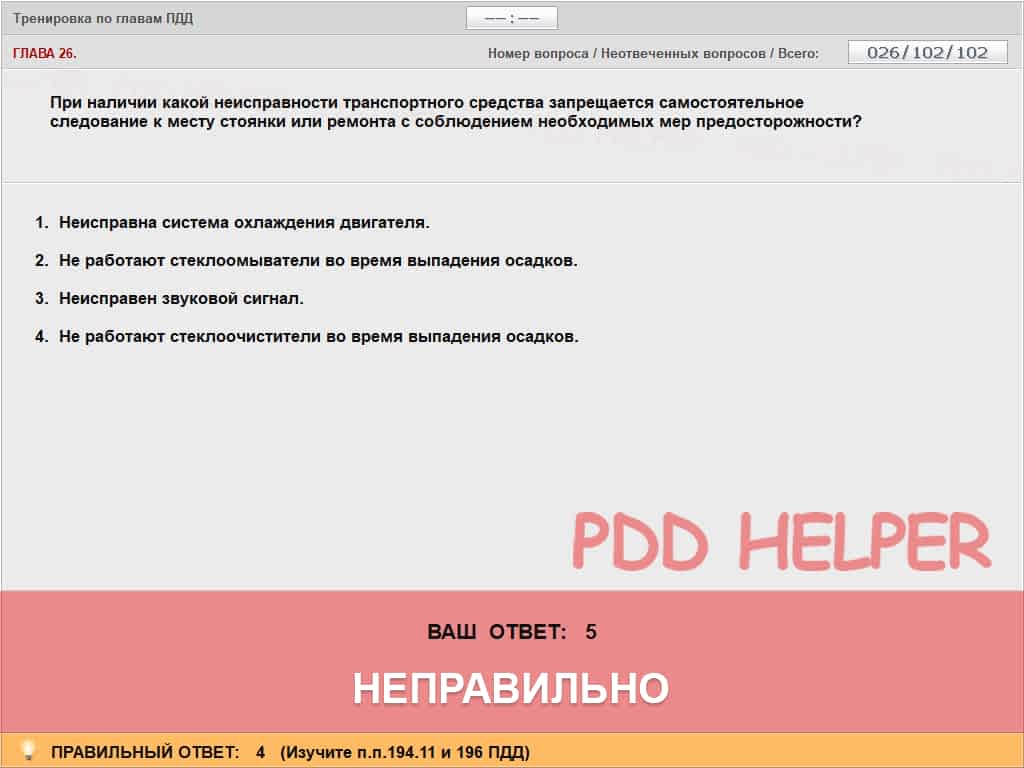 Тренировка по главам ПДД
—— : ——
ГЛАВА 26.
Номер вопроса / Неотвеченных вопросов / Всего:
026/102/102
При наличии какой неисправности транспортного средства запрещается самостоятельное
следование к месту стоянки или ремонта с соблюдением необходимых мер предосторожности?
1. Неисправна система охлаждения двигателя.
2. Не работают стеклоомыватели во время выпадения осадков.
3. Неисправен звуковой сигнал.
4. Не работают стеклоочистители во время выпадения осадков.
PDD HELPER
ВАШ ОТВЕТ: 5
НЕПРАВИЛЬНО
ПРАВИЛЬНЫЙ ОТВЕТ: 4 (Изучите п.п.194.11 и 196 ПДД)